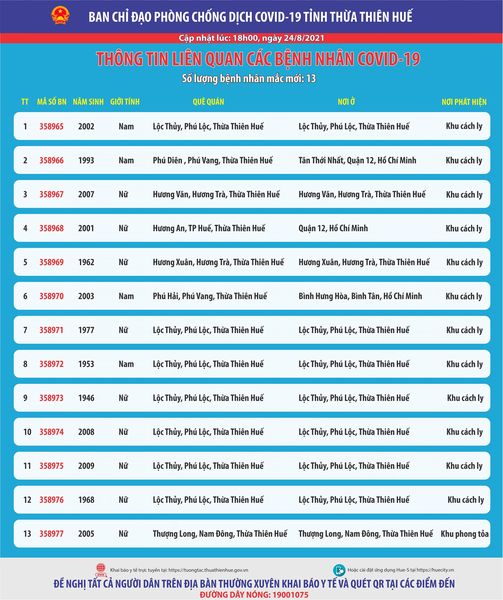 BAN CHỈ ĐẠO PHÒNG CHỐNG DỊCH COVID-19 TỈNH THỪA THIÊN HUẾ
Cập nhật lúc: 18h00, ngày 24/8/2021
THÔNG TIN LIÊN QUAN CÁC BỆNH NHÂN COVID-19
Số lượng bệnh nhân mắc mới: 13
TT MÃ SỐ BN NĂM SINH GIỚI TÍNH QUÊ QUÁN NƠI Ở NƠI PHÁT HIỆN
1 358965 2002 Nam Lộc Thủy, Phú Lộc, Thừa Thiên Huế Lộc Thủy, Phú Lộc, Thừa Thiên Huế Khu cách ly
2 358966 1993 Nam Phú Diên , Phú Vang, Thừa Thiên Huế Tân Thới Nhất, Quận 12, Hồ Chí Minh Khu cách ly
3 358967 2007 Nữ Hương Văn, Hương Trà, Thừa Thiên Huế Hương Văn, Hương Trà, Thừa Thiên Huế Khu cách ly
4 358968 2001 Nữ Hương An, TP Huế, Thừa Thiên Huế Quận 12, Hồ Chí Minh Khu cách ly
5 358969 1962 Nữ Hương Xuân, Hương Trà, Thừa Thiên Huế Hương Xuân, Hương Trà, Thừa Thiên Huế Khu cách ly
6 358970 2003 Nam Phú Hải, Phú Vang, Thừa Thiên Huế Bình Hưng Hòa, Bình Tân, Hồ Chí Minh Khu cách ly
7 358971 1977 Nữ Lộc Thủy, Phú Lộc, Thừa Thiên Huế Lộc Thủy, Phú Lộc, Thừa Thiên Huế Khu cách ly
8 358972 1953 Nam Lộc Thủy, Phú Lộc, Thừa Thiên Huế Lộc Thủy, Phú Lộc, Thừa Thiên Huế Khu cách ly
9 358973 1946 Nữ Lộc Thủy, Phú Lộc, Thừa Thiên Huế Lộc Thủy, Phú Lộc, Thừa Thiên Huế Khu cách ly
10 358974 2008 Nữ Lộc Thủy, Phú Lộc, Thừa Thiên Huế Lộc Thủy, Phú Lộc, Thừa Thiên Huế Khu cách ly
11 358975 2009 Nữ Lộc Thủy, Phú Lộc, Thừa Thiên Huế Lộc Thủy, Phú Lộc, Thừa Thiên Huế Khu cách ly
12 358976 1968 Nữ Lộc Thủy, Phú Lộc, Thừa Thiên Huế Lộc Thủy, Phú Lộc, Thừa Thiên Huế Khu cách ly
13 358977 2005 Nữ Thượng Long, Nam Đông, Thừa Thiên Huế Thượng Long, Nam Đông, Thừa Thiên Huế Khu phong tỏa
Khai báo y tế trực tuyến tại: https://tuongtac.thuathienhue.gov.vn Hoặc cài đặt ứng dụng Hue-S tại https://huecity.vn
ĐỀ NGHỊ TẤT CẢ NGƯỜI DÂN TRÊN ĐỊA BÀN THƯỜNG XUYÊN KHAI BÁO Y TẾ VÀ QUÉT QR TẠI CÁC ĐIỂM ĐẾN
ĐƯỜNG DÂY NÓNG: 19001075